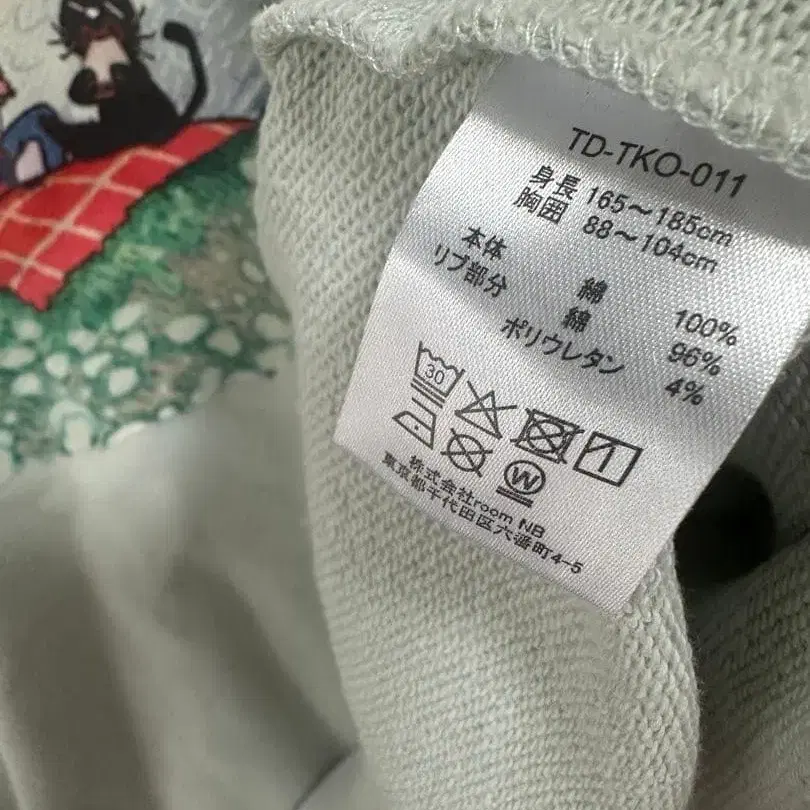 TD-TKO-011
身長 165～185cm
胸囲 88～104cm
本体 綿 100%
リブ部分 綿 96%
ポリウレタン 4%
30
W
株式会社room NB
東京都千代田区六番町4-5